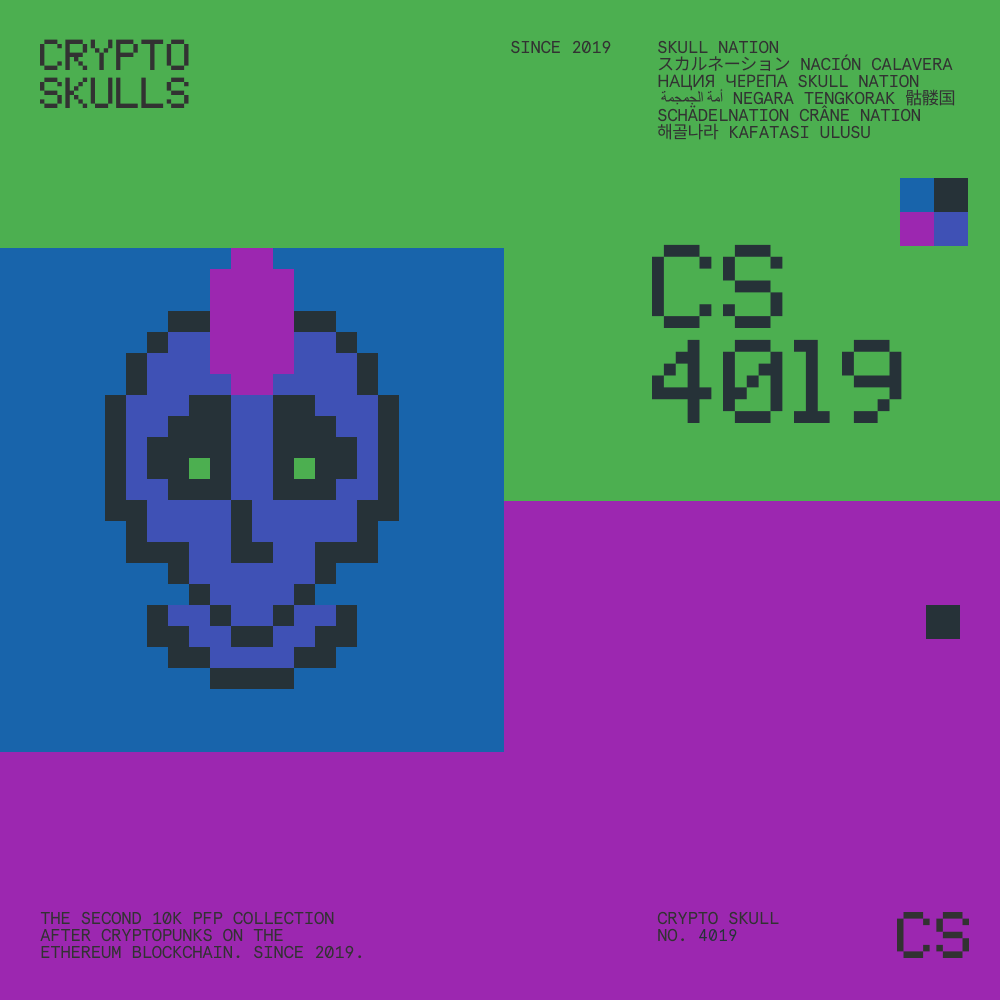 CRYPTO
SKULLS
SINCE 2019
SKULL NATION
スカルネーション NACIÓN CALAVERA
НАЦИЯ ЧЕРЕПА SKULL NATION
أمة الجمجمة NEGARA TENGKORAK 骷髅国
SCHÄDELNATION CRÂNE NATION
해골나라 KAFATASI ULUSU
CS
4019
THE SECOND 10K PFP COLLECTION
AFTER CRYPTOPUNKS ON THE
ETHEREUM BLOCKCHAIN. SINCE 2019.
CRYPTO SKULL
NO. 4019
CS